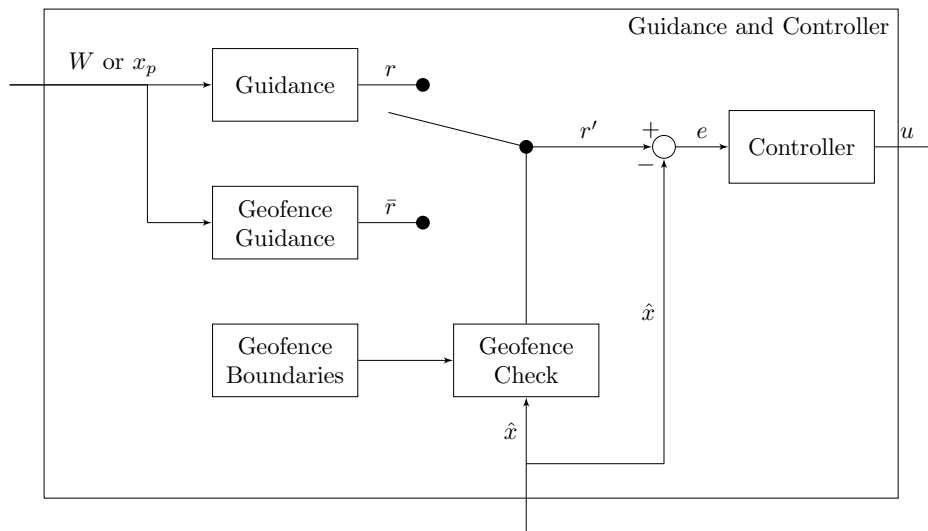 Guidance and Controller
W or x_p
Guidance
r
r′
+
−
e
Controller
u
Geofence
Guidance
r̄
x̂
Geofence
Boundaries
Geofence
Check
x̂